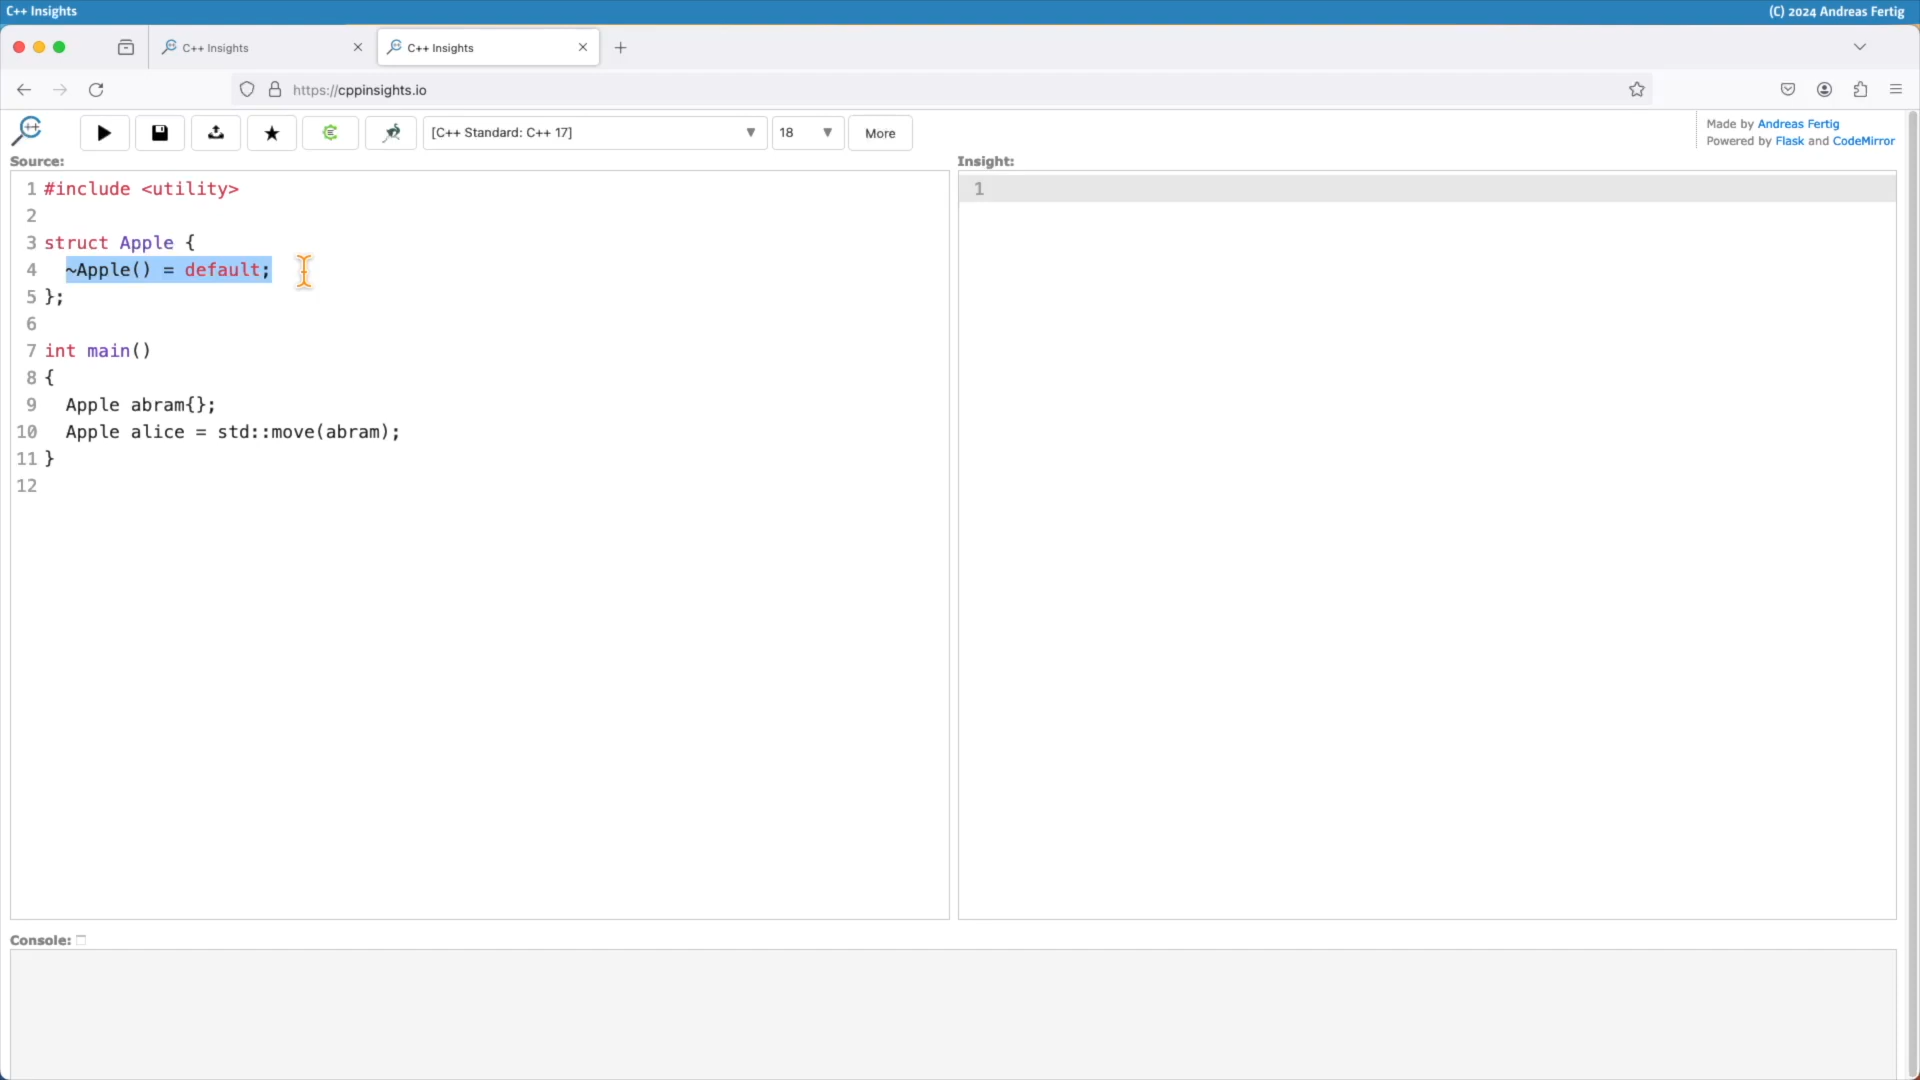 C++ Insights
(C) 2024 Andreas Fertig
C++ Insights
C++ Insights
https://cppinsights.io
[C++ Standard: C++ 17]
18
More
Made by Andreas Fertig
Powered by Flask and CodeMirror
Source:
1 #include <utility>
2
3 struct Apple {
4 ~Apple() = default;
5 };
6
7 int main()
8 {
9 Apple abram{};
10 Apple alice = std::move(abram);
11 }
12
Insight:
1
Console: